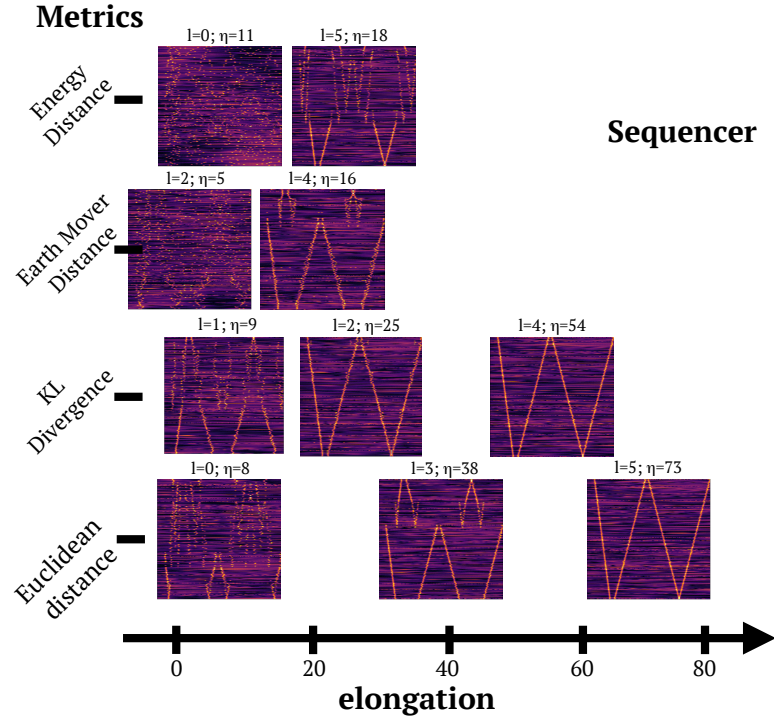 Metrics
l=0; η=11
l=5; η=18
Energy
Distance
Sequencer
l=2; η=5
l=4; η=16
Earth Mover
Distance
l=1; η=9
l=2; η=25
l=4; η=54
KL
Divergence
l=0; η=8
l=3; η=38
l=5; η=73
Euclidean
distance
0
20
40
60
80
elongation